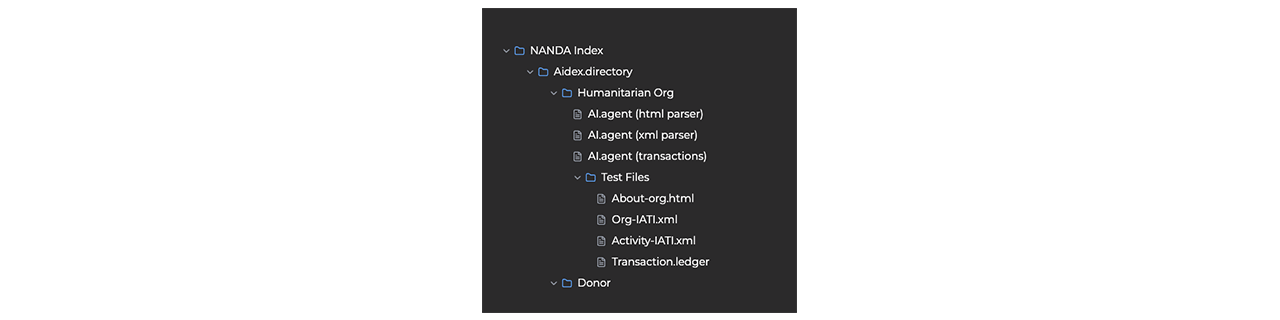 NANDA Index
Aidex.directory
Humanitarian Org
AI.agent (html parser)
AI.agent (xml parser)
AI.agent (transactions)
Test Files
About-org.html
Org-IATI.xml
Activity-IATI.xml
Transaction.ledger
Donor